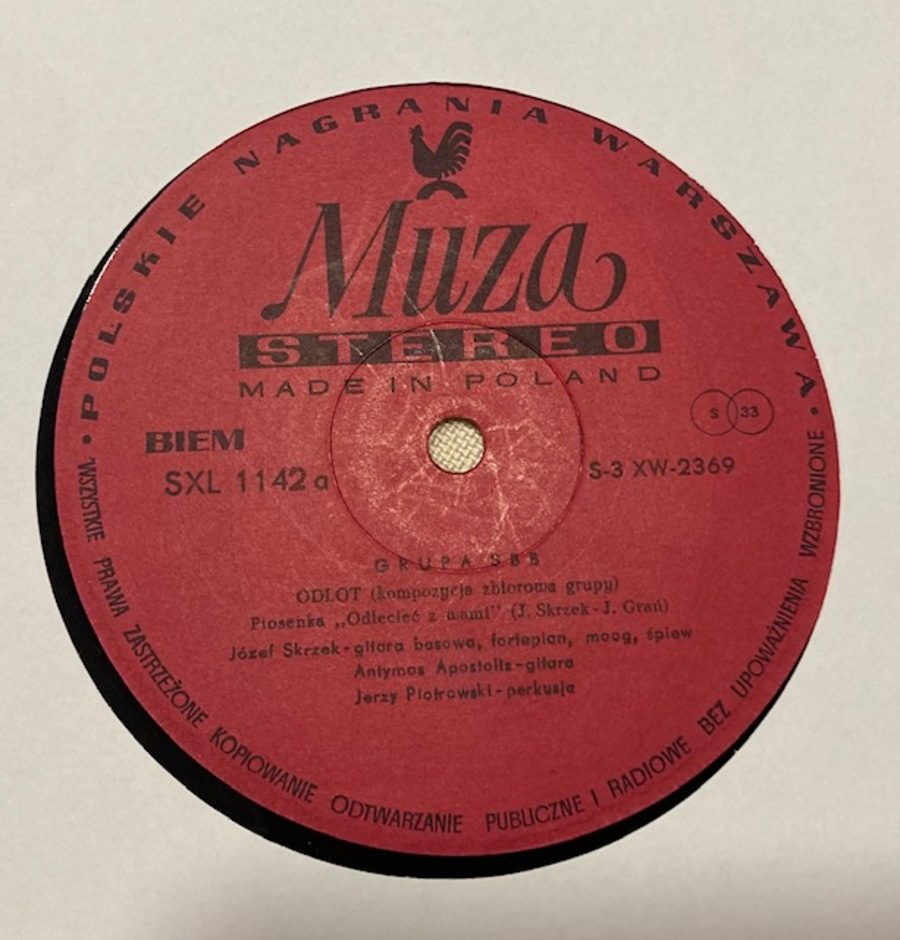 • POLSKIE NAGRANIA WARSZAWA •
Muza
STEREO
MADE IN POLAND
S 33
BIEM
SXL 1142 a
S-3 XW-2369
GRUPA SBB
ODLOT (kompozycja zbiorowa grupy)
Piosenka „Odlecieć z wami” (J. Skrzek - J. Grań)
Józef Skrzek - gitara basowa, fortepian, moog, śpiew
Antymos Apostolis - gitara
Jerzy Piotrowski - perkusja
WSZYSTKIE PRAWA ZASTRZEŻONE KOPIOWANIE ODTWARZANIE PUBLICZNE I RADIOWE BEZ UPOWAŻNIENIA WZBRONIONE